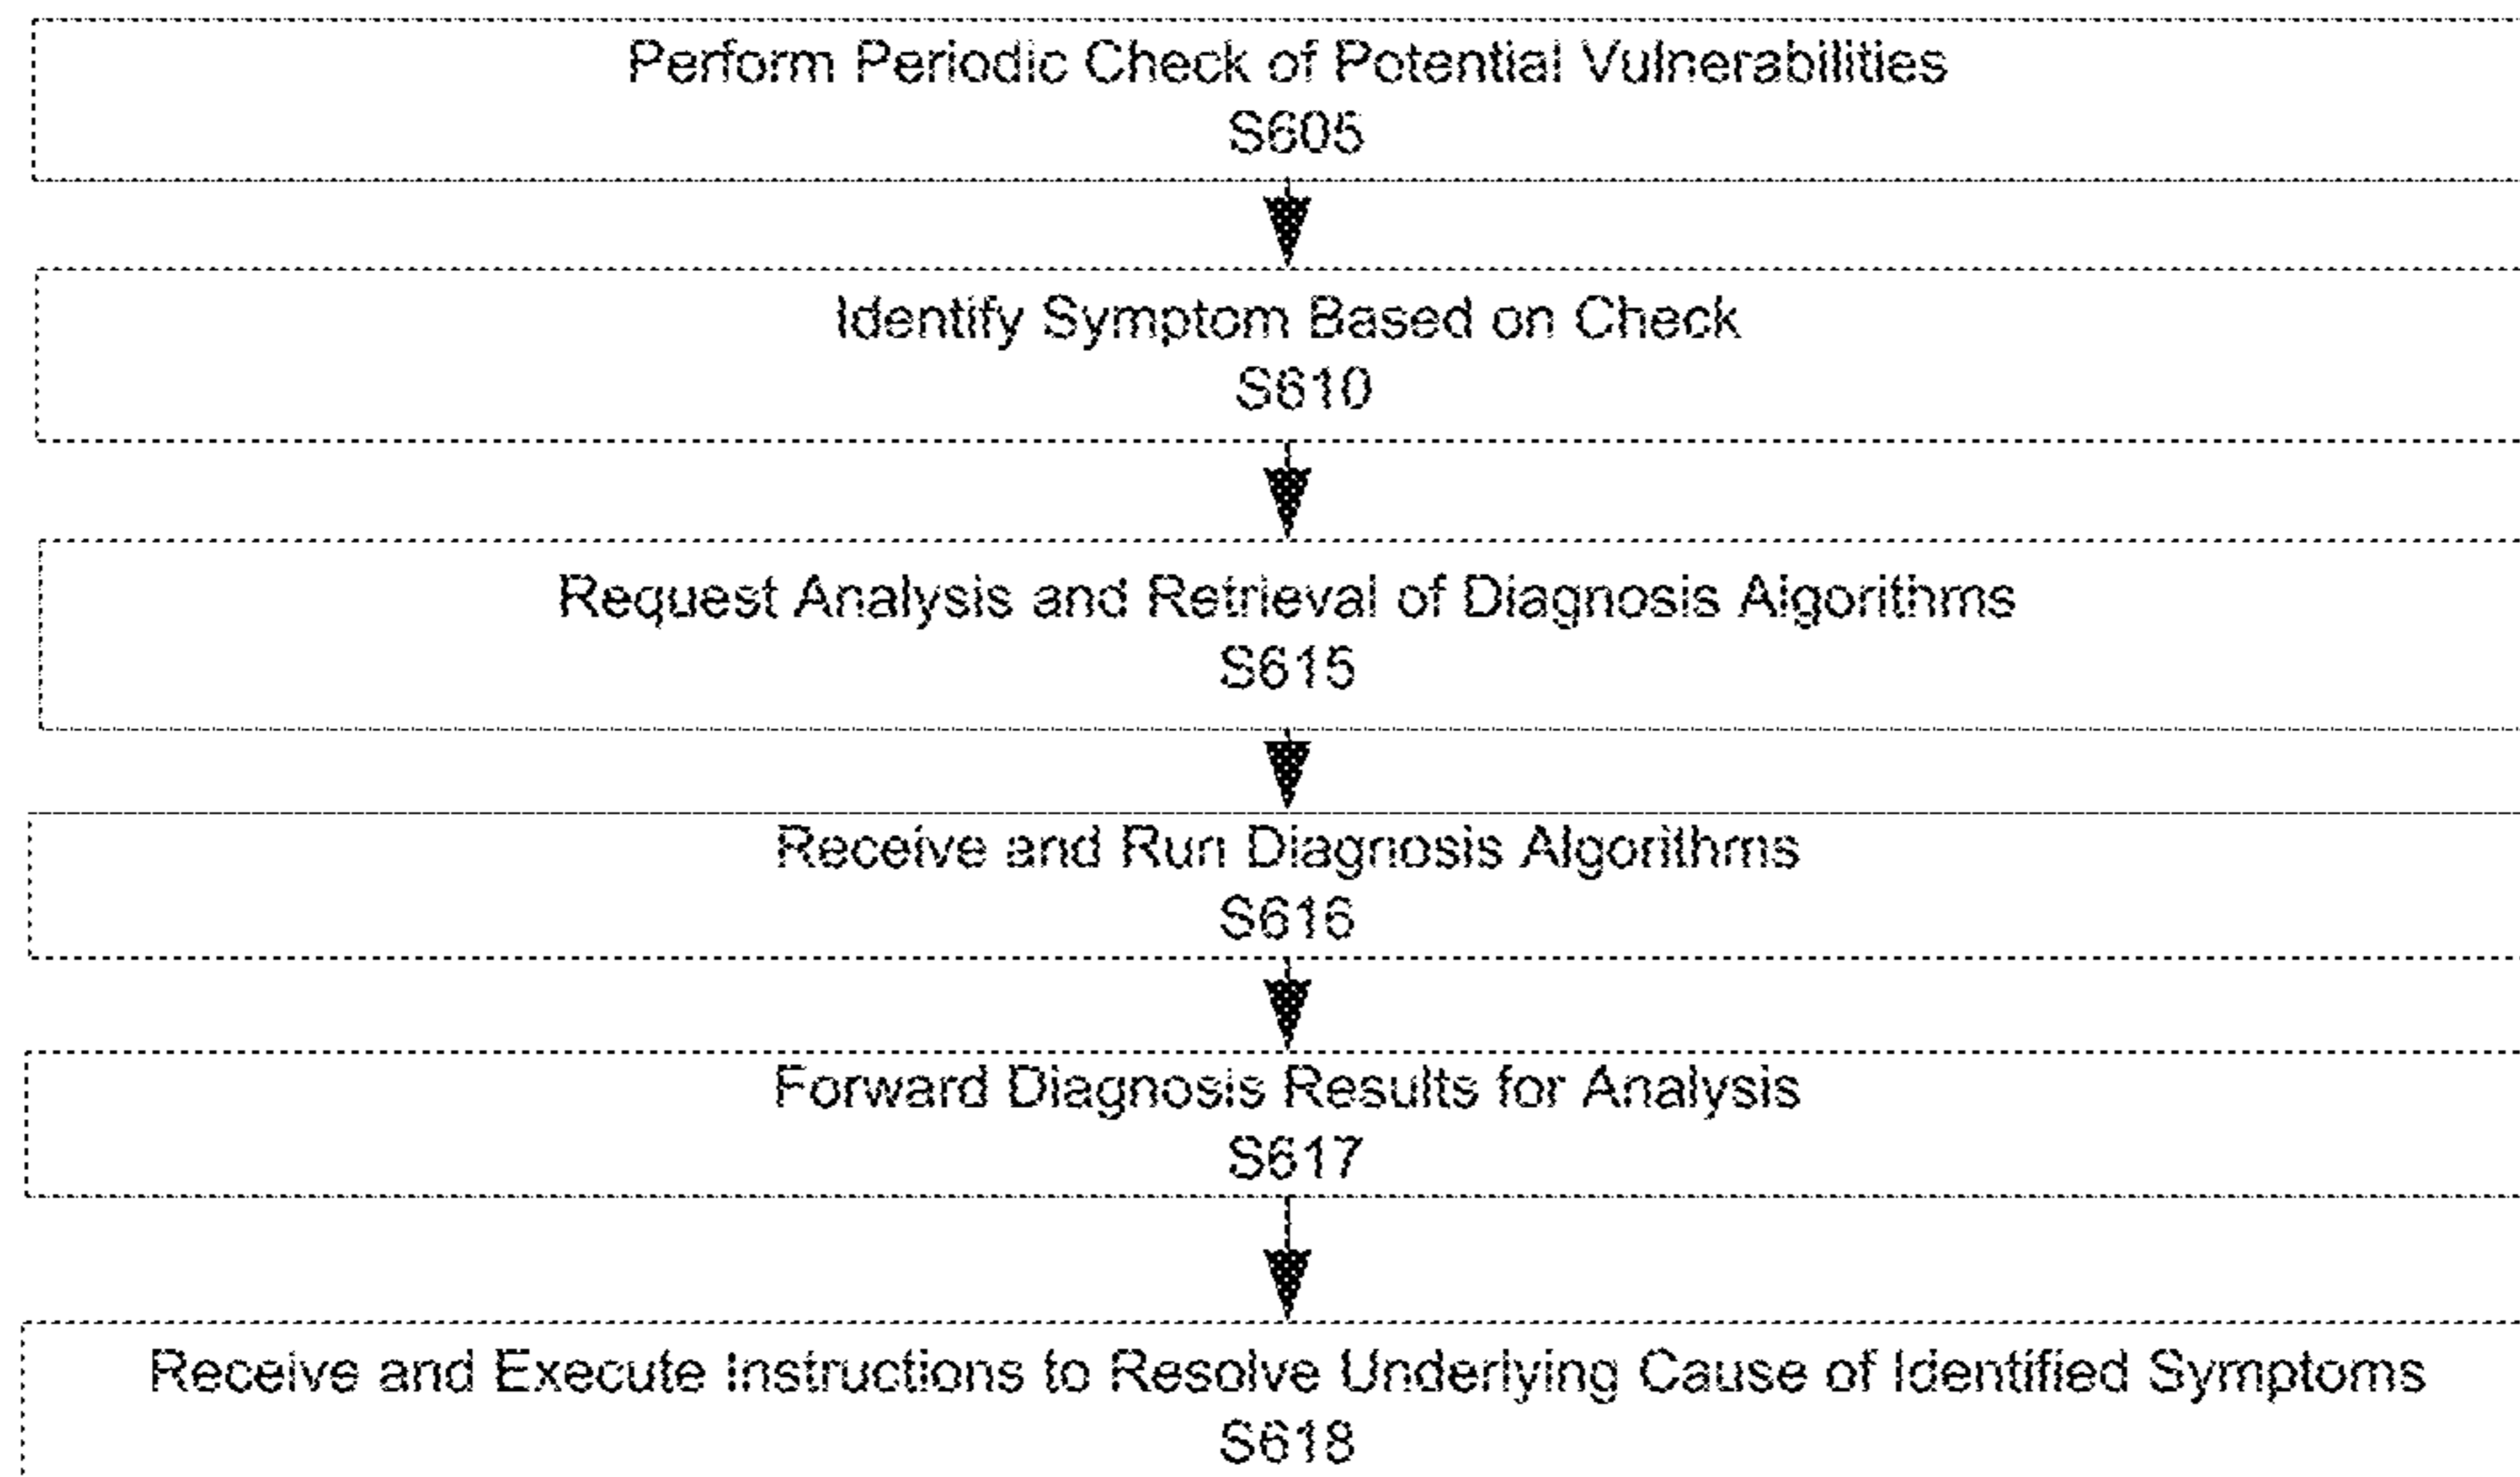 Perform Periodic Check of Potential Vulnerabilities
S605
Identify Symptom Based on Check
S610
Request Analysis and Retrieval of Diagnosis Algorithms
S615
Receive and Run Diagnosis Algorithms
S616
Forward Diagnosis Results for Analysis
S617
Receive and Execute Instructions to Resolve Underlying Cause of Identified Symptoms
S618